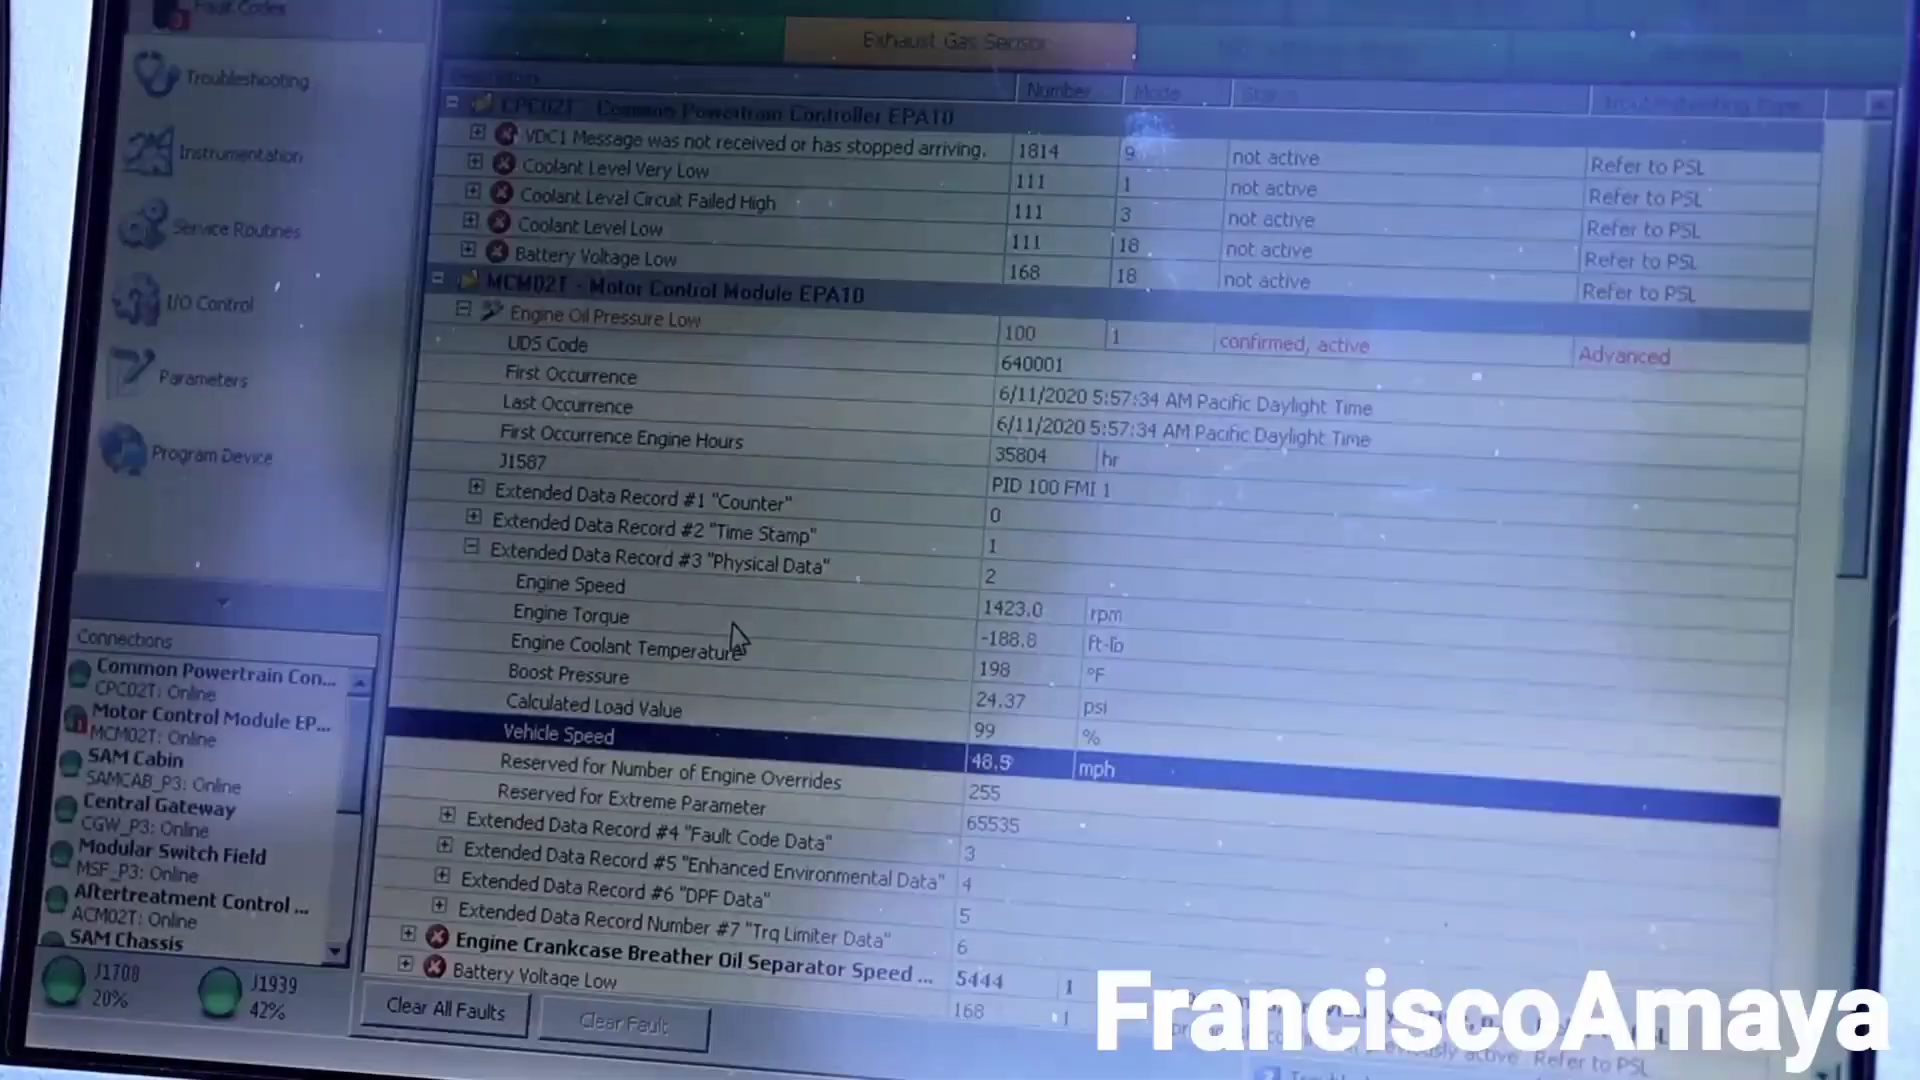 Fault Codes
Troubleshooting
Instrumentation
Service Routines
I/O Control
Parameters
Program Device
Connections
Common Powertrain Con...
CPC02T: Online
Motor Control Module EP...
MCM02T: Online
SAM Cabin
SAMCAB_P3: Online
Central Gateway
CGW_P3: Online
Modular Switch Field
MSF_P3: Online
Aftertreatment Control ...
ACM02T: Online
SAM Chassis
J1708
20%
J1939
42%
Exhaust Gas Sensor
Number Mode Status
CPC02T - Common Powertrain Controller EPA10
VDC1 Message was not received or has stopped arriving. 1814 9 not active Refer to PSL
Coolant Level Very Low 111 1 not active Refer to PSL
Coolant Level Circuit Failed High 111 3 not active Refer to PSL
Coolant Level Low 111 18 not active Refer to PSL
Battery Voltage Low 168 18 not active Refer to PSL
MCM02T - Motor Control Module EPA10
Engine Oil Pressure Low 100 1 confirmed, active Advanced
UDS Code 640001
First Occurrence 6/11/2020 5:57:34 AM Pacific Daylight Time
Last Occurrence 6/11/2020 5:57:34 AM Pacific Daylight Time
First Occurrence Engine Hours 35804 hr
J1587 PID 100 FMI 1
Extended Data Record #1 "Counter" 0
Extended Data Record #2 "Time Stamp" 1
Extended Data Record #3 "Physical Data" 2
Engine Speed 1423.0 rpm
Engine Torque -188.8 ft-lb
Engine Coolant Temperature 198 °F
Boost Pressure 24.37 psi
Calculated Load Value 99 %
Vehicle Speed 48.5 mph
Reserved for Number of Engine Overrides 255
Reserved for Extreme Parameter 65535
Extended Data Record #4 "Fault Code Data" 3
Extended Data Record #5 "Enhanced Environmental Data" 4
Extended Data Record #6 "DPF Data" 5
Extended Data Record Number #7 "Trq Limiter Data" 6
Engine Crankcase Breather Oil Separator Speed ... 5444 1
Battery Voltage Low 168 1
Refer to PSL
Clear All Faults
Clear Fault
FranciscoAmaya